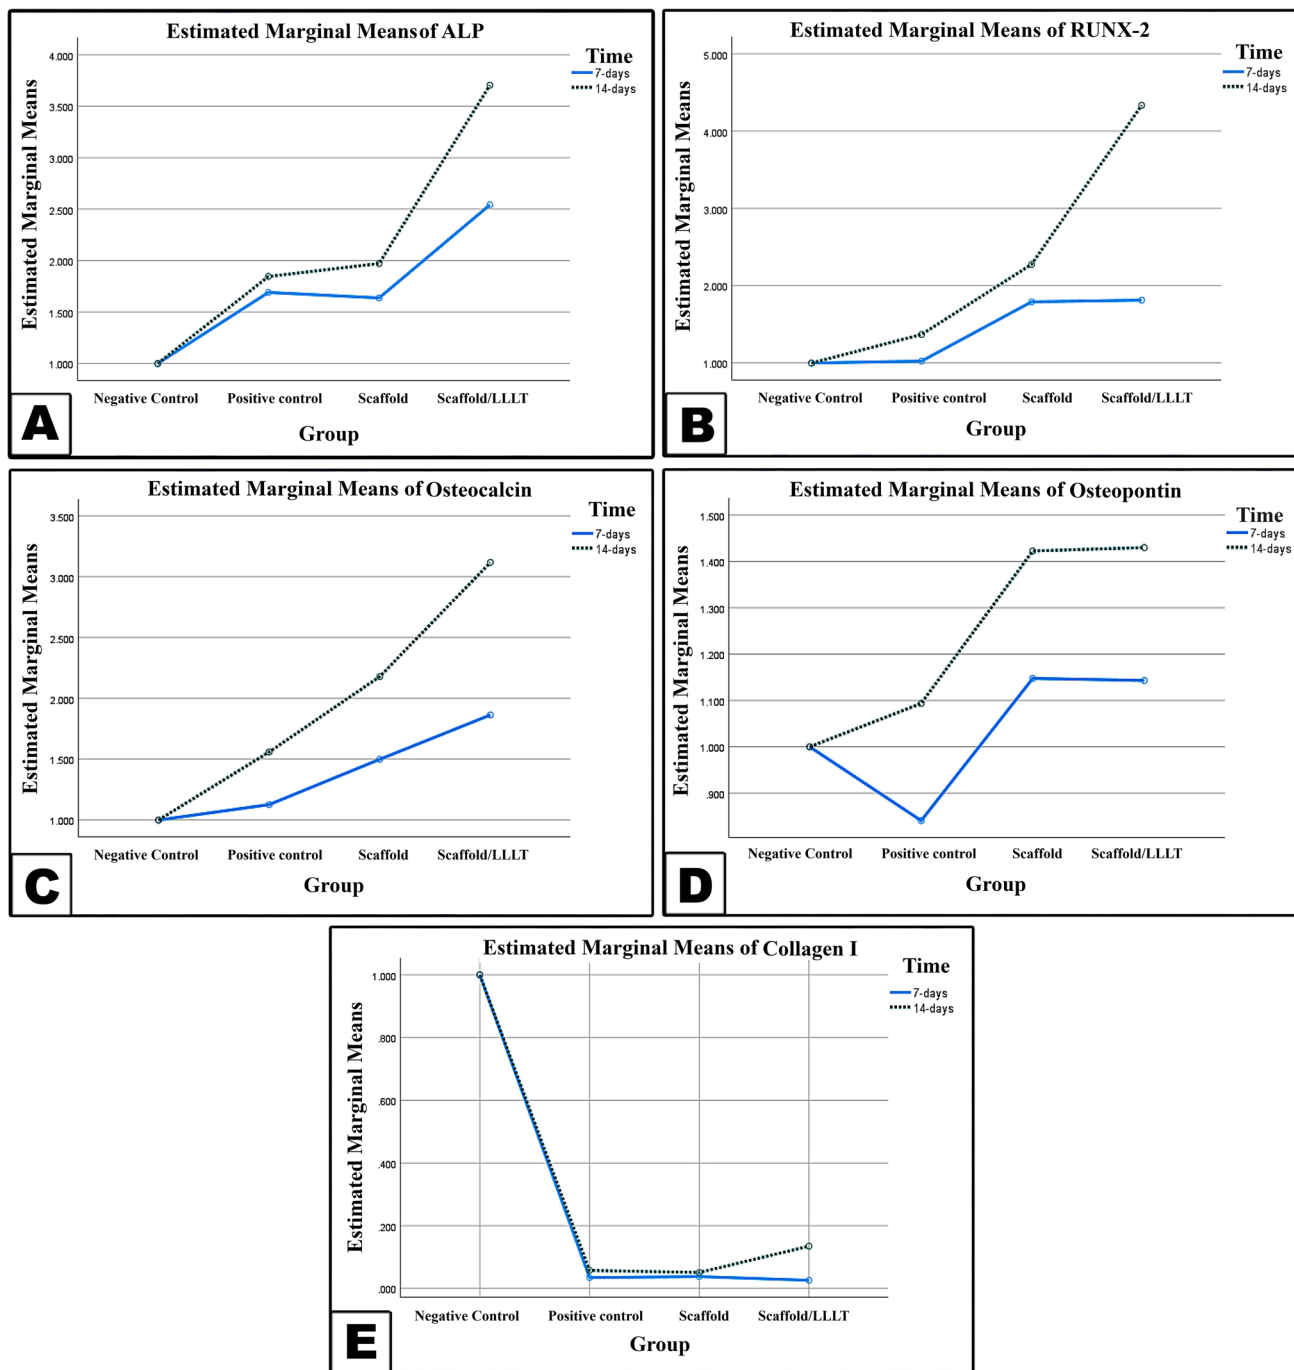 Estimated Marginal Means of ALP
Time
7-days
14-days
Estimated Marginal Means
4.000
3.500
3.000
2.500
2.000
1.500
1.000
Negative Control Positive control Scaffold Scaffold/LLLT
Group
A
Estimated Marginal Means of RUNX-2
Time
7-days
14-days
Estimated Marginal Means
5.000
4.000
3.000
2.000
1.000
Negative Control Positive control Scaffold Scaffold/LLLT
Group
B
Estimated Marginal Means of Osteocalcin
Time
7-days
14-days
Estimated Marginal Means
3.500
3.000
2.500
2.000
1.500
1.000
Negative Control Positive control Scaffold Scaffold/LLLT
Group
C
Estimated Marginal Means of Osteopontin
Time
7-days
14-days
Estimated Marginal Means
1.500
1.400
1.300
1.200
1.100
1.000
.900
Negative Control Positive control Scaffold Scaffold/LLLT
Group
D
Estimated Marginal Means of Collagen I
Time
7-days
14-days
Estimated Marginal Means
1.000
.800
.600
.400
.200
.000
Negative Control Positive control Scaffold Scaffold/LLLT
Group
E